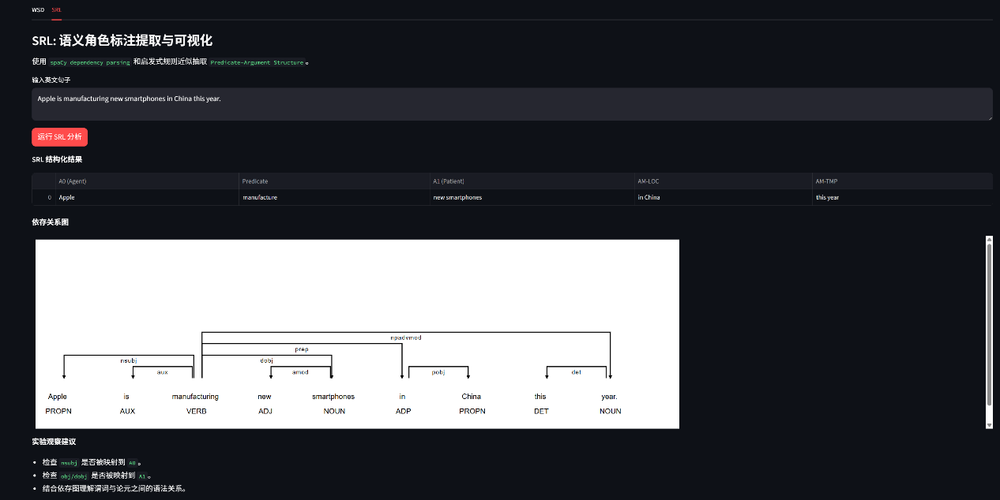 WSD SRL
SRL: 语义角色标注提取与可视化
使用 spaCy dependency parsing 和启发式规则近似抽取 Predicate-Argument Structure 。
输入英文句子
Apple is manufacturing new smartphones in China this year.
运行 SRL 分析
SRL 结构化结果
A0 (Agent) Predicate A1 (Patient) AM-LOC AM-TMP
0 Apple manufacture new smartphones in China this year
依存关系图
npadvmod
prep
nsubj dobj
aux amod pobj det
Apple is manufacturing new smartphones in China this year.
PROPN AUX VERB ADJ NOUN ADP PROPN DET NOUN
实验观察建议
• 检查 nsubj 是否被映射到 A0 。
• 检查 obj/dobj 是否被映射到 A1 。
• 结合依存图理解谓词与论元之间的语法关系。